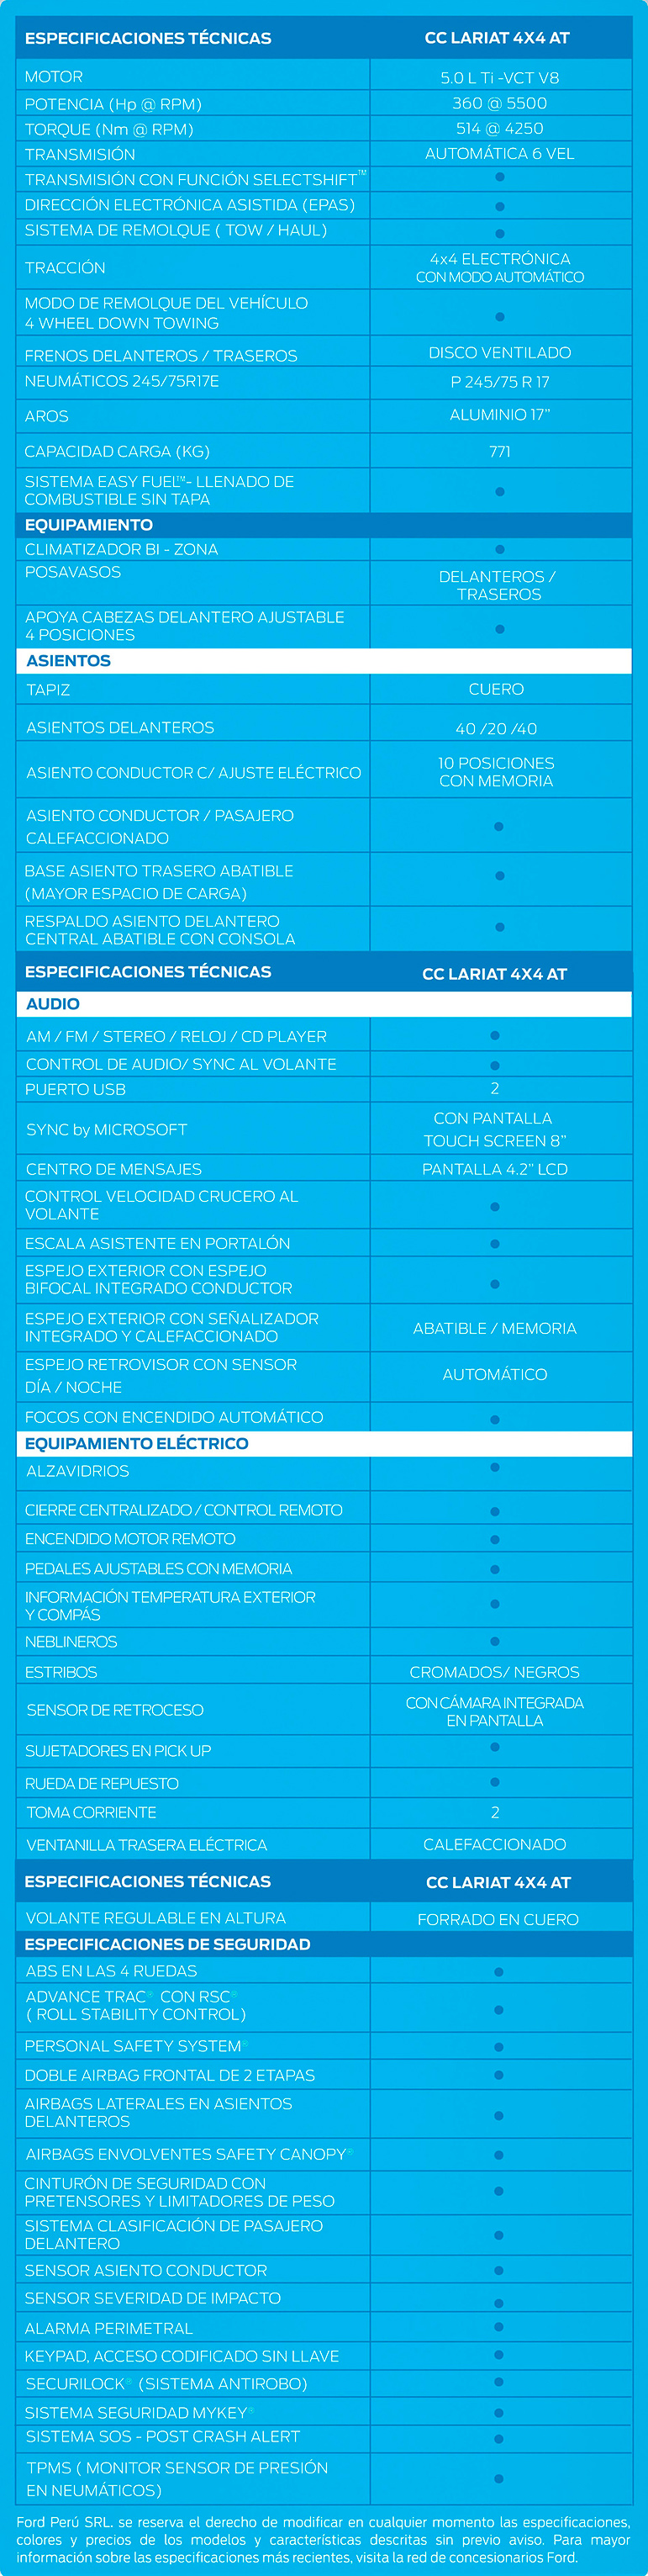 ESPECIFICACIONES TÉCNICAS CC LARIAT 4X4 AT
MOTOR 5.0 L Ti -VCT V8
POTENCIA (Hp @ RPM) 360 @ 5500
TORQUE (Nm @ RPM) 514 @ 4250
TRANSMISIÓN AUTOMÁTICA 6 VEL
TRANSMISIÓN CON FUNCIÓN SELECTSHIFT™ •
DIRECCIÓN ELECTRÓNICA ASISTIDA (EPAS) •
SISTEMA DE REMOLQUE ( TOW / HAUL) •
TRACCIÓN 4x4 ELECTRÓNICA
CON MODO AUTOMÁTICO
MODO DE REMOLQUE DEL VEHÍCULO
4 WHEEL DOWN TOWING •
FRENOS DELANTEROS / TRASEROS DISCO VENTILADO
NEUMÁTICOS 245/75R17E P 245/75 R 17
AROS ALUMINIO 17”
CAPACIDAD CARGA (KG) 771
SISTEMA EASY FUEL™- LLENADO DE
COMBUSTIBLE SIN TAPA •
EQUIPAMIENTO
CLIMATIZADOR BI - ZONA •
POSAVASOS DELANTEROS /
TRASEROS
APOYA CABEZAS DELANTERO AJUSTABLE
4 POSICIONES •
ASIENTOS
TAPIZ CUERO
ASIENTOS DELANTEROS 40 /20 /40
ASIENTO CONDUCTOR C/ AJUSTE ELÉCTRICO 10 POSICIONES
CON MEMORIA
ASIENTO CONDUCTOR / PASAJERO
CALEFACCIONADO •
BASE ASIENTO TRASERO ABATIBLE
(MAYOR ESPACIO DE CARGA) •
RESPALDO ASIENTO DELANTERO
CENTRAL ABATIBLE CON CONSOLA •
ESPECIFICACIONES TÉCNICAS CC LARIAT 4X4 AT
AUDIO
AM / FM / STEREO / RELOJ / CD PLAYER •
CONTROL DE AUDIO/ SYNC AL VOLANTE •
PUERTO USB 2
SYNC by MICROSOFT CON PANTALLA
TOUCH SCREEN 8”
CENTRO DE MENSAJES PANTALLA 4.2” LCD
CONTROL VELOCIDAD CRUCERO AL
VOLANTE •
ESCALA ASISTENTE EN PORTALÓN •
ESPEJO EXTERIOR CON ESPEJO
BIFOCAL INTEGRADO CONDUCTOR •
ESPEJO EXTERIOR CON SEÑALIZADOR
INTEGRADO Y CALEFACCIONADO ABATIBLE / MEMORIA
ESPEJO RETROVISOR CON SENSOR
DÍA / NOCHE AUTOMÁTICO
FOCOS CON ENCENDIDO AUTOMÁTICO •
EQUIPAMIENTO ELÉCTRICO
ALZAVIDRIOS •
CIERRE CENTRALIZADO / CONTROL REMOTO •
ENCENDIDO MOTOR REMOTO •
PEDALES AJUSTABLES CON MEMORIA •
INFORMACIÓN TEMPERATURA EXTERIOR
Y COMPÁS •
NEBLINEROS •
ESTRIBOS CROMADOS/ NEGROS
SENSOR DE RETROCESO CON CÁMARA INTEGRADA
EN PANTALLA
SUJETADORES EN PICK UP •
RUEDA DE REPUESTO •
TOMA CORRIENTE 2
VENTANILLA TRASERA ELÉCTRICA CALEFACCIONADO
ESPECIFICACIONES TÉCNICAS CC LARIAT 4X4 AT
VOLANTE REGULABLE EN ALTURA FORRADO EN CUERO
ESPECIFICACIONES DE SEGURIDAD
ABS EN LAS 4 RUEDAS •
ADVANCE TRAC® CON RSC®
( ROLL STABILITY CONTROL) •
PERSONAL SAFETY SYSTEM® •
DOBLE AIRBAG FRONTAL DE 2 ETAPAS •
AIRBAGS LATERALES EN ASIENTOS
DELANTEROS •
AIRBAGS ENVOLVENTES SAFETY CANOPY® •
CINTURÓN DE SEGURIDAD CON
PRETENSORES Y LIMITADORES DE PESO •
SISTEMA CLASIFICACIÓN DE PASAJERO
DELANTERO •
SENSOR ASIENTO CONDUCTOR •
SENSOR SEVERIDAD DE IMPACTO •
ALARMA PERIMETRAL •
KEYPAD, ACCESO CODIFICADO SIN LLAVE •
SECURILOCK® (SISTEMA ANTIROBO) •
SISTEMA SEGURIDAD MYKEY® •
SISTEMA SOS - POST CRASH ALERT •
TPMS ( MONITOR SENSOR DE PRESIÓN
EN NEUMÁTICOS) •
Ford Perú SRL. se reserva el derecho de modificar en cualquier momento las especificaciones,
colores y precios de los modelos y características descritas sin previo aviso. Para mayor
información sobre las especificaciones más recientes, visita la red de concesionarios Ford.